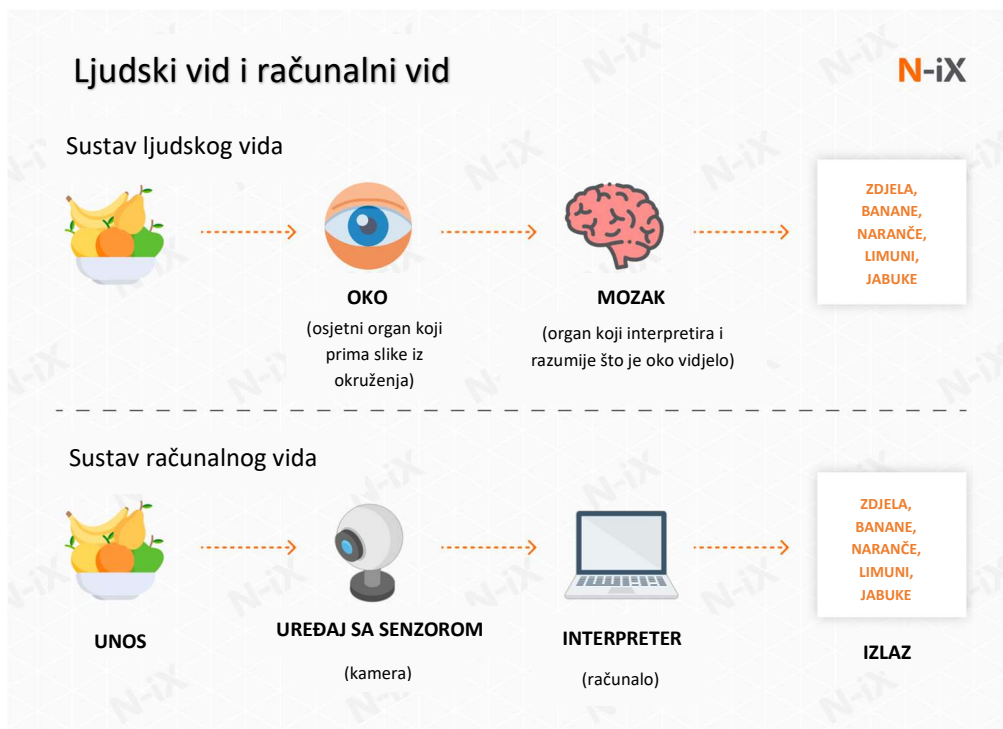 Ljudski vid i računalni vid
N-iX
Sustav ljudskog vida
OKO
(osjetni organ koji
prima slike iz
okruženja)
MOZAK
(organ koji interpretira i
razumije što je oko vidjelo)
ZDJELA,
BANANE,
NARANČE,
LIMUNI,
JABUKE
Sustav računalnog vida
UNOS
UREĐAJ SA SENZOROM
(kamera)
INTERPRETER
(računalo)
ZDJELA,
BANANE,
NARANČE,
LIMUNI,
JABUKE
IZLAZ